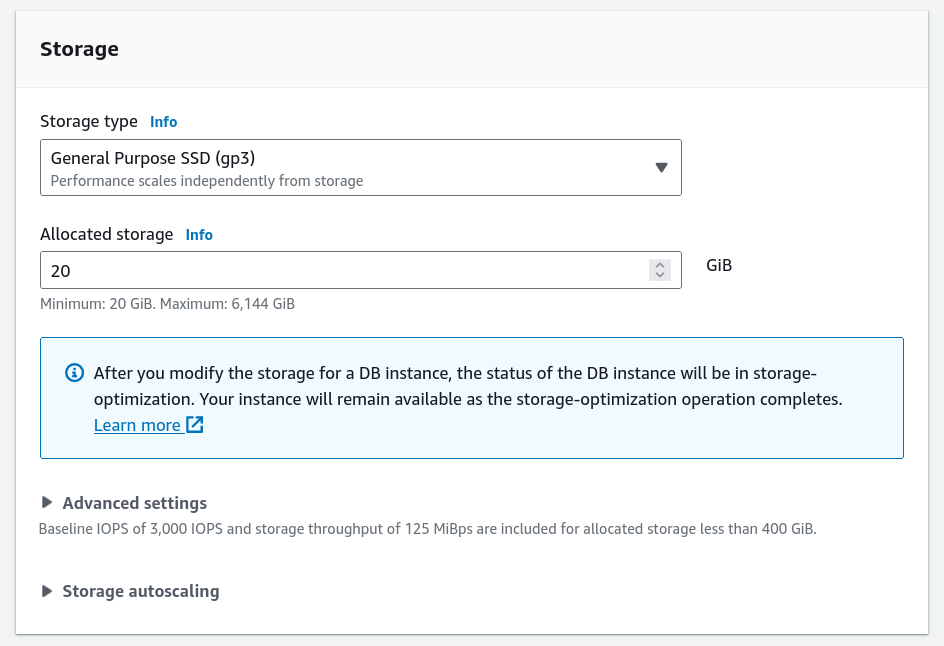 Storage
Storage type Info
General Purpose SSD (gp3)
Performance scales independently from storage
Allocated storage Info
20
GiB
Minimum: 20 GiB. Maximum: 6,144 GiB
After you modify the storage for a DB instance, the status of the DB instance will be in storage-
optimization. Your instance will remain available as the storage-optimization operation completes.
Learn more
Advanced settings
Baseline IOPS of 3,000 IOPS and storage throughput of 125 MiBps are included for allocated storage less than 400 GiB.
Storage autoscaling